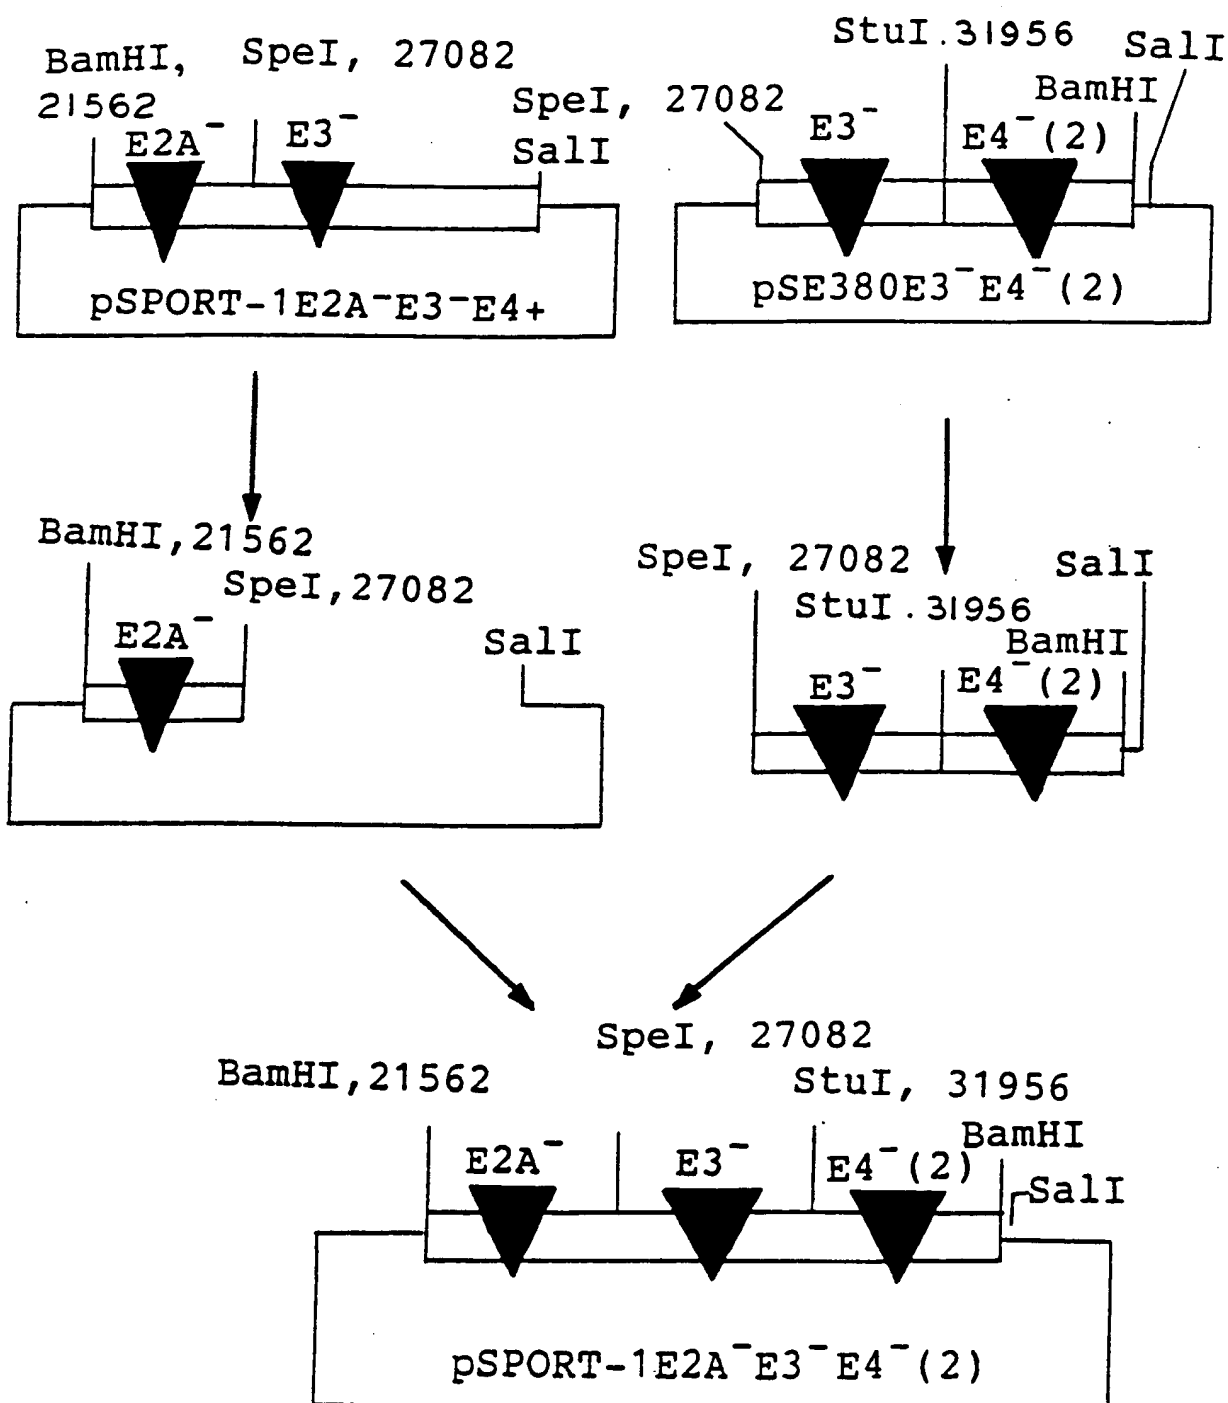 BamHI,
21562
SpeI, 27082
SpeI,
SalI
E2A⁻
E3⁻
pSPORT-1E2A⁻E3⁻E4+
StuI.31956
SalI
SpeI, 27082
BamHI
E3⁻
E4⁻(2)
pSE380E3⁻E4⁻(2)
BamHI,21562
SpeI,27082
E2A⁻
SalI
SpeI, 27082
SalI
StuI.31956
BamHI
E3⁻
E4⁻(2)
SpeI, 27082
BamHI,21562
StuI, 31956
BamHI
E2A⁻
E3⁻
E4⁻(2)
SalI
pSPORT-1E2A⁻E3⁻E4⁻(2)